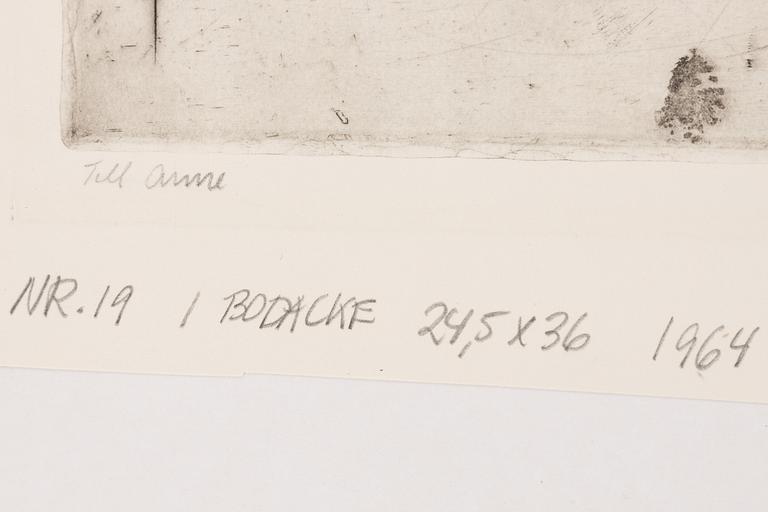 Till Anne
NR.19 I BODACKE 24,5 x 36 1964